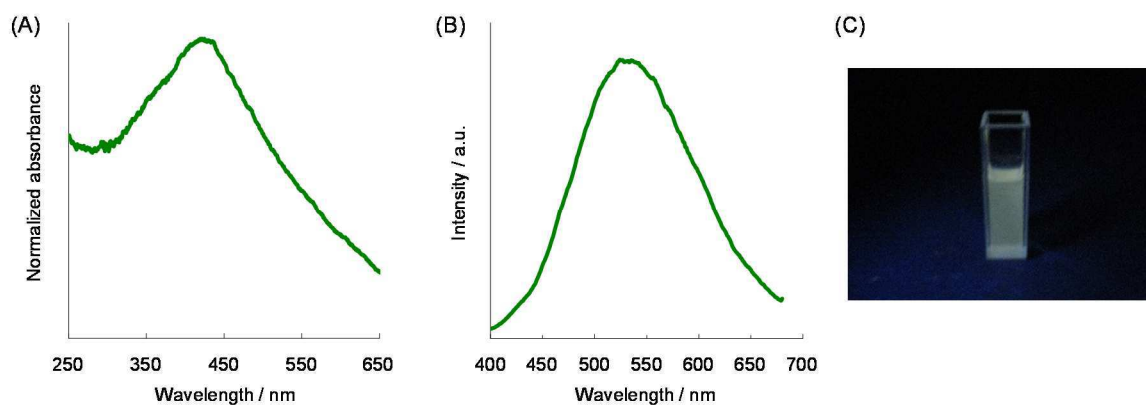 (A)
Normalized absorbance
250 350 450 550 650
Wavelength / nm
(B)
Intensity / a.u.
400 450 500 550 600 650 700
Wavelength / nm
(C)